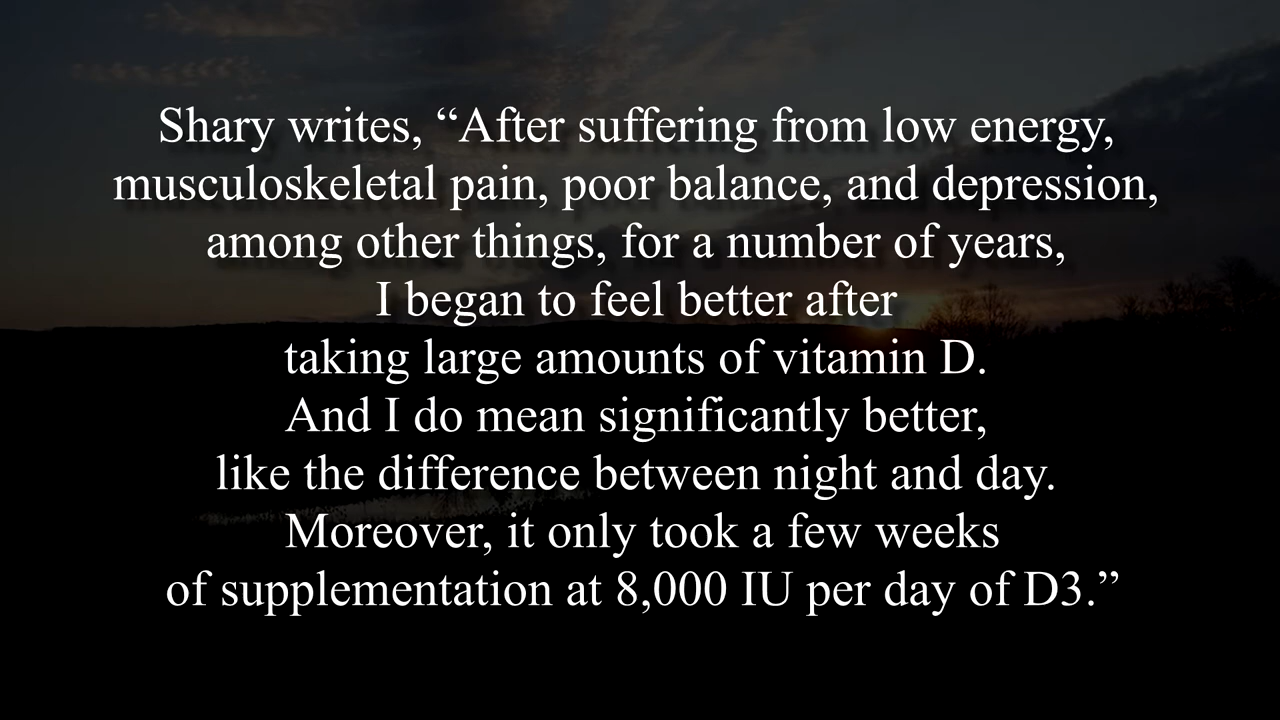 Shary writes, “After suffering from low energy,
musculoskeletal pain, poor balance, and depression,
among other things, for a number of years,
I began to feel better after
taking large amounts of vitamin D.
And I do mean significantly better,
like the difference between night and day.
Moreover, it only took a few weeks
of supplementation at 8,000 IU per day of D3.”